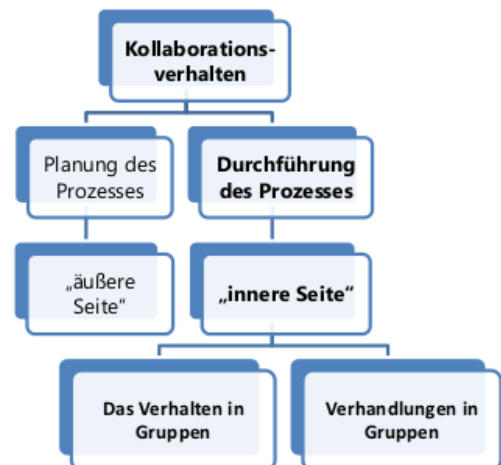 Kollaborations-
verhalten
Planung des
Prozesses
Durchführung
des Prozesses
„äußere
Seite“
„innere Seite“
Das Verhalten in
Gruppen
Verhandlungen in
Gruppen